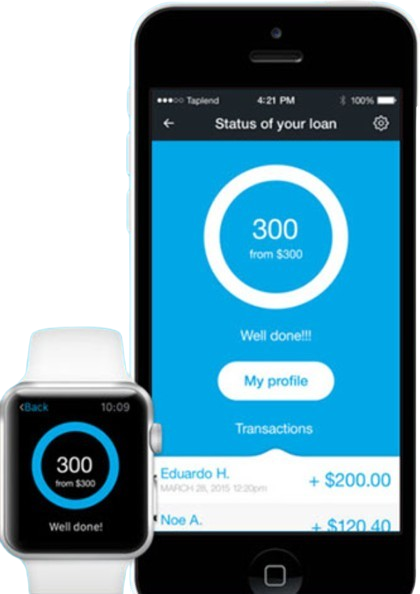 Taplend 4:21 PM 100%
Status of your loan
300
from $300
Well done!!!
My profile
Transactions
Eduardo H.
+ $200.00
MARCH 28, 2015 12:20pm
Noe A.
+ $120.40
<Back 10:09
300
from $300
Well done!